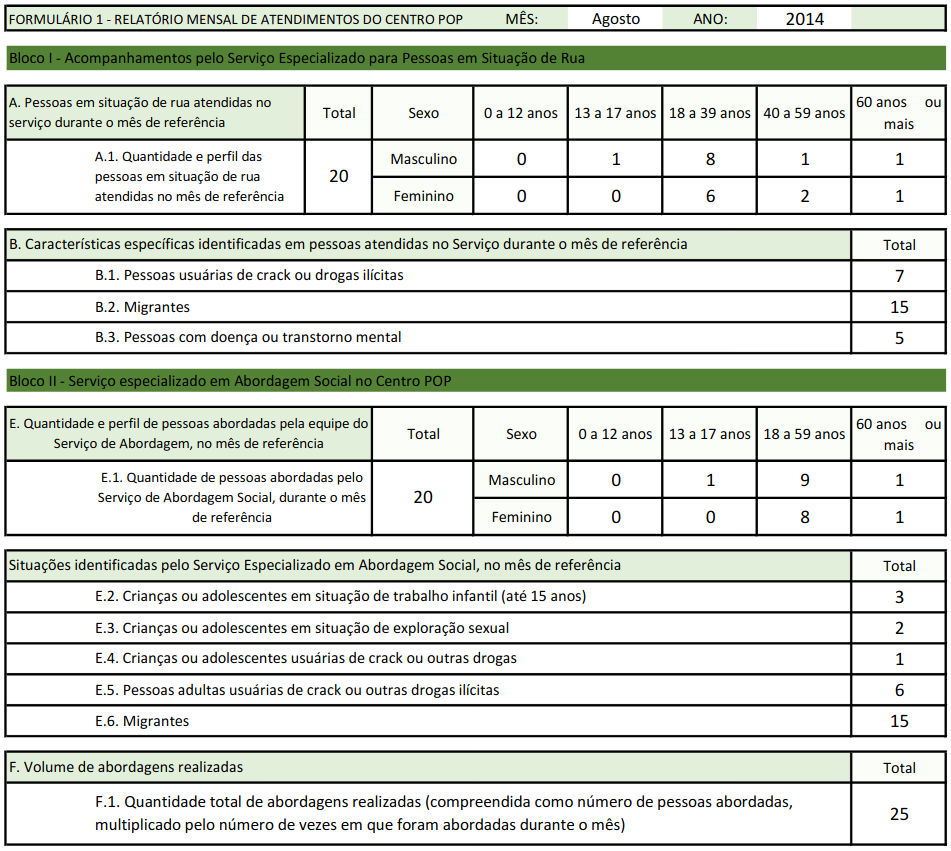 FORMULÁRIO 1 - RELATÓRIO MENSAL DE ATENDIMENTOS DO CENTRO POP MÊS: Agosto ANO: 2014
Bloco I - Acompanhamentos pelo Serviço Especializado para Pessoas em Situação de Rua
A. Pessoas em situação de rua atendidas no
serviço durante o mês de referência
Total Sexo 0 a 12 anos 13 a 17 anos 18 a 39 anos 40 a 59 anos 60 anos ou
mais
A.1. Quantidade e perfil das
pessoas em situação de rua
atendidas no mês de referência
20
Masculino 0 1 8 1 1
Feminino 0 0 6 2 1
B. Características específicas identificadas em pessoas atendidas no Serviço durante o mês de referência Total
B.1. Pessoas usuárias de crack ou drogas ilícitas 7
B.2. Migrantes 15
B.3. Pessoas com doença ou transtorno mental 5
Bloco II - Serviço especializado em Abordagem Social no Centro POP
E. Quantidade e perfil de pessoas abordadas pela equipe do
Serviço de Abordagem, no mês de referência
Total Sexo 0 a 12 anos 13 a 17 anos 18 a 59 anos 60 anos ou
mais
E.1. Quantidade de pessoas abordadas pelo
Serviço de Abordagem Social, durante o mês
de referência
20
Masculino 0 1 9 1
Feminino 0 0 8 1
Situações identificadas pelo Serviço Especializado em Abordagem Social, no mês de referência Total
E.2. Crianças ou adolescentes em situação de trabalho infantil (até 15 anos) 3
E.3. Crianças ou adolescentes em situação de exploração sexual 2
E.4. Crianças ou adolescentes usuárias de crack ou outras drogas 1
E.5. Pessoas adultas usuárias de crack ou outras drogas ilícitas 6
E.6. Migrantes 15
F. Volume de abordagens realizadas Total
F.1. Quantidade total de abordagens realizadas (compreendida como número de pessoas abordadas,
multiplicado pelo número de vezes em que foram abordadas durante o mês)
25